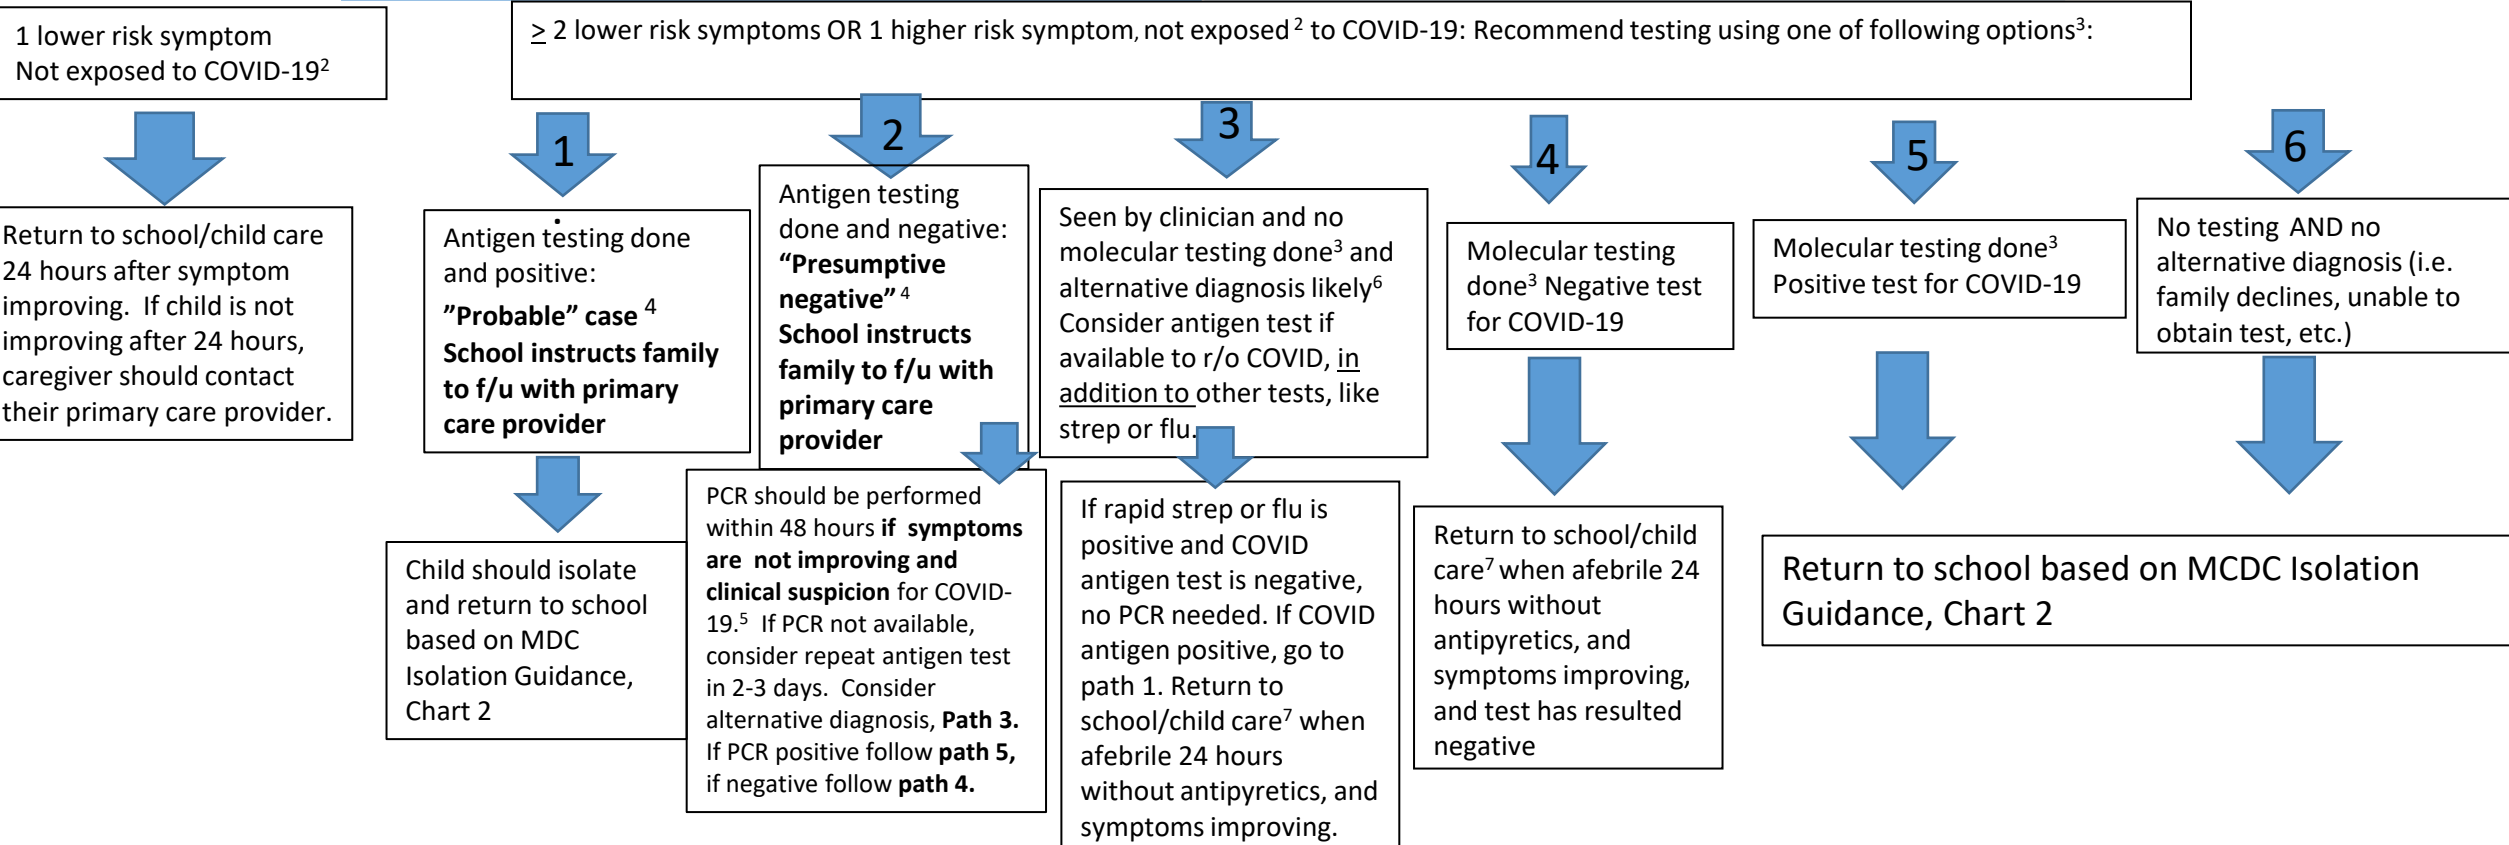 1 lower risk symptom
Not exposed to COVID-19²
≥ 2 lower risk symptoms OR 1 higher risk symptom, not exposed ² to COVID-19: Recommend testing using one of following options³:
Return to school/child care
24 hours after symptom
improving. If child is not
improving after 24 hours,
caregiver should contact
their primary care provider.
1
Antigen testing done
and positive:
”Probable” case ⁴
School instructs family
to f/u with primary
care provider
Child should isolate
and return to school
based on MDC
Isolation Guidance,
Chart 2
2
Antigen testing
done and negative:
“Presumptive
negative” ⁴
School instructs
family to f/u with
primary care
provider
PCR should be performed
within 48 hours if symptoms
are not improving and
clinical suspicion for COVID-
19.⁵ If PCR not available,
consider repeat antigen test
in 2-3 days. Consider
alternative diagnosis, Path 3.
If PCR positive follow path 5,
if negative follow path 4.
3
Seen by clinician and no
molecular testing done³ and
alternative diagnosis likely⁶
Consider antigen test if
available to r/o COVID, in
addition to other tests, like
strep or flu.
If rapid strep or flu is
positive and COVID
antigen test is negative,
no PCR needed. If COVID
antigen positive, go to
path 1. Return to
school/child care⁷ when
afebrile 24 hours
without antipyretics, and
symptoms improving.
4
Molecular testing
done³ Negative test
for COVID-19
Return to school/child
care⁷ when afebrile 24
hours without
antipyretics, and
symptoms improving,
and test has resulted
negative
5
Molecular testing done³
Positive test for COVID-19
6
No testing AND no
alternative diagnosis (i.e.
family declines, unable to
obtain test, etc.)
Return to school based on MCDC Isolation
Guidance, Chart 2